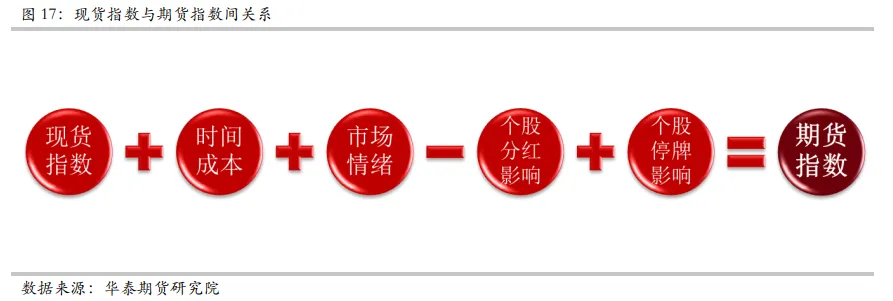 图 17：现货指数与期货指数间关系
现货
指数
+
时间
成本
+
市场
情绪
−
个股
分红
影响
+
个股
停牌
影响
=
期货
指数
数据来源：华泰期货研究院